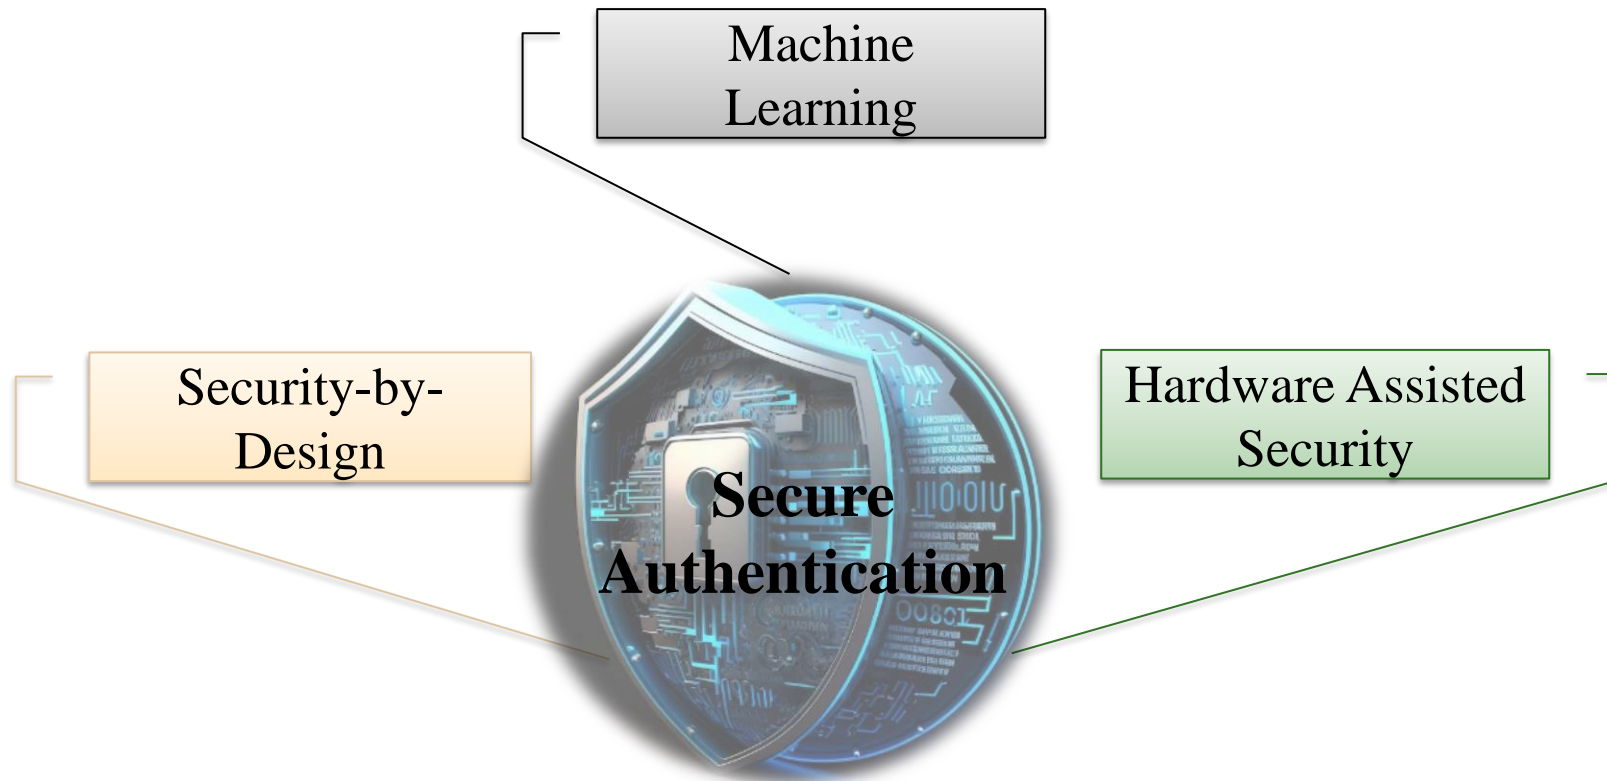 Machine
Learning
Security-by-
Design
Hardware Assisted
Security
Secure
Authentication